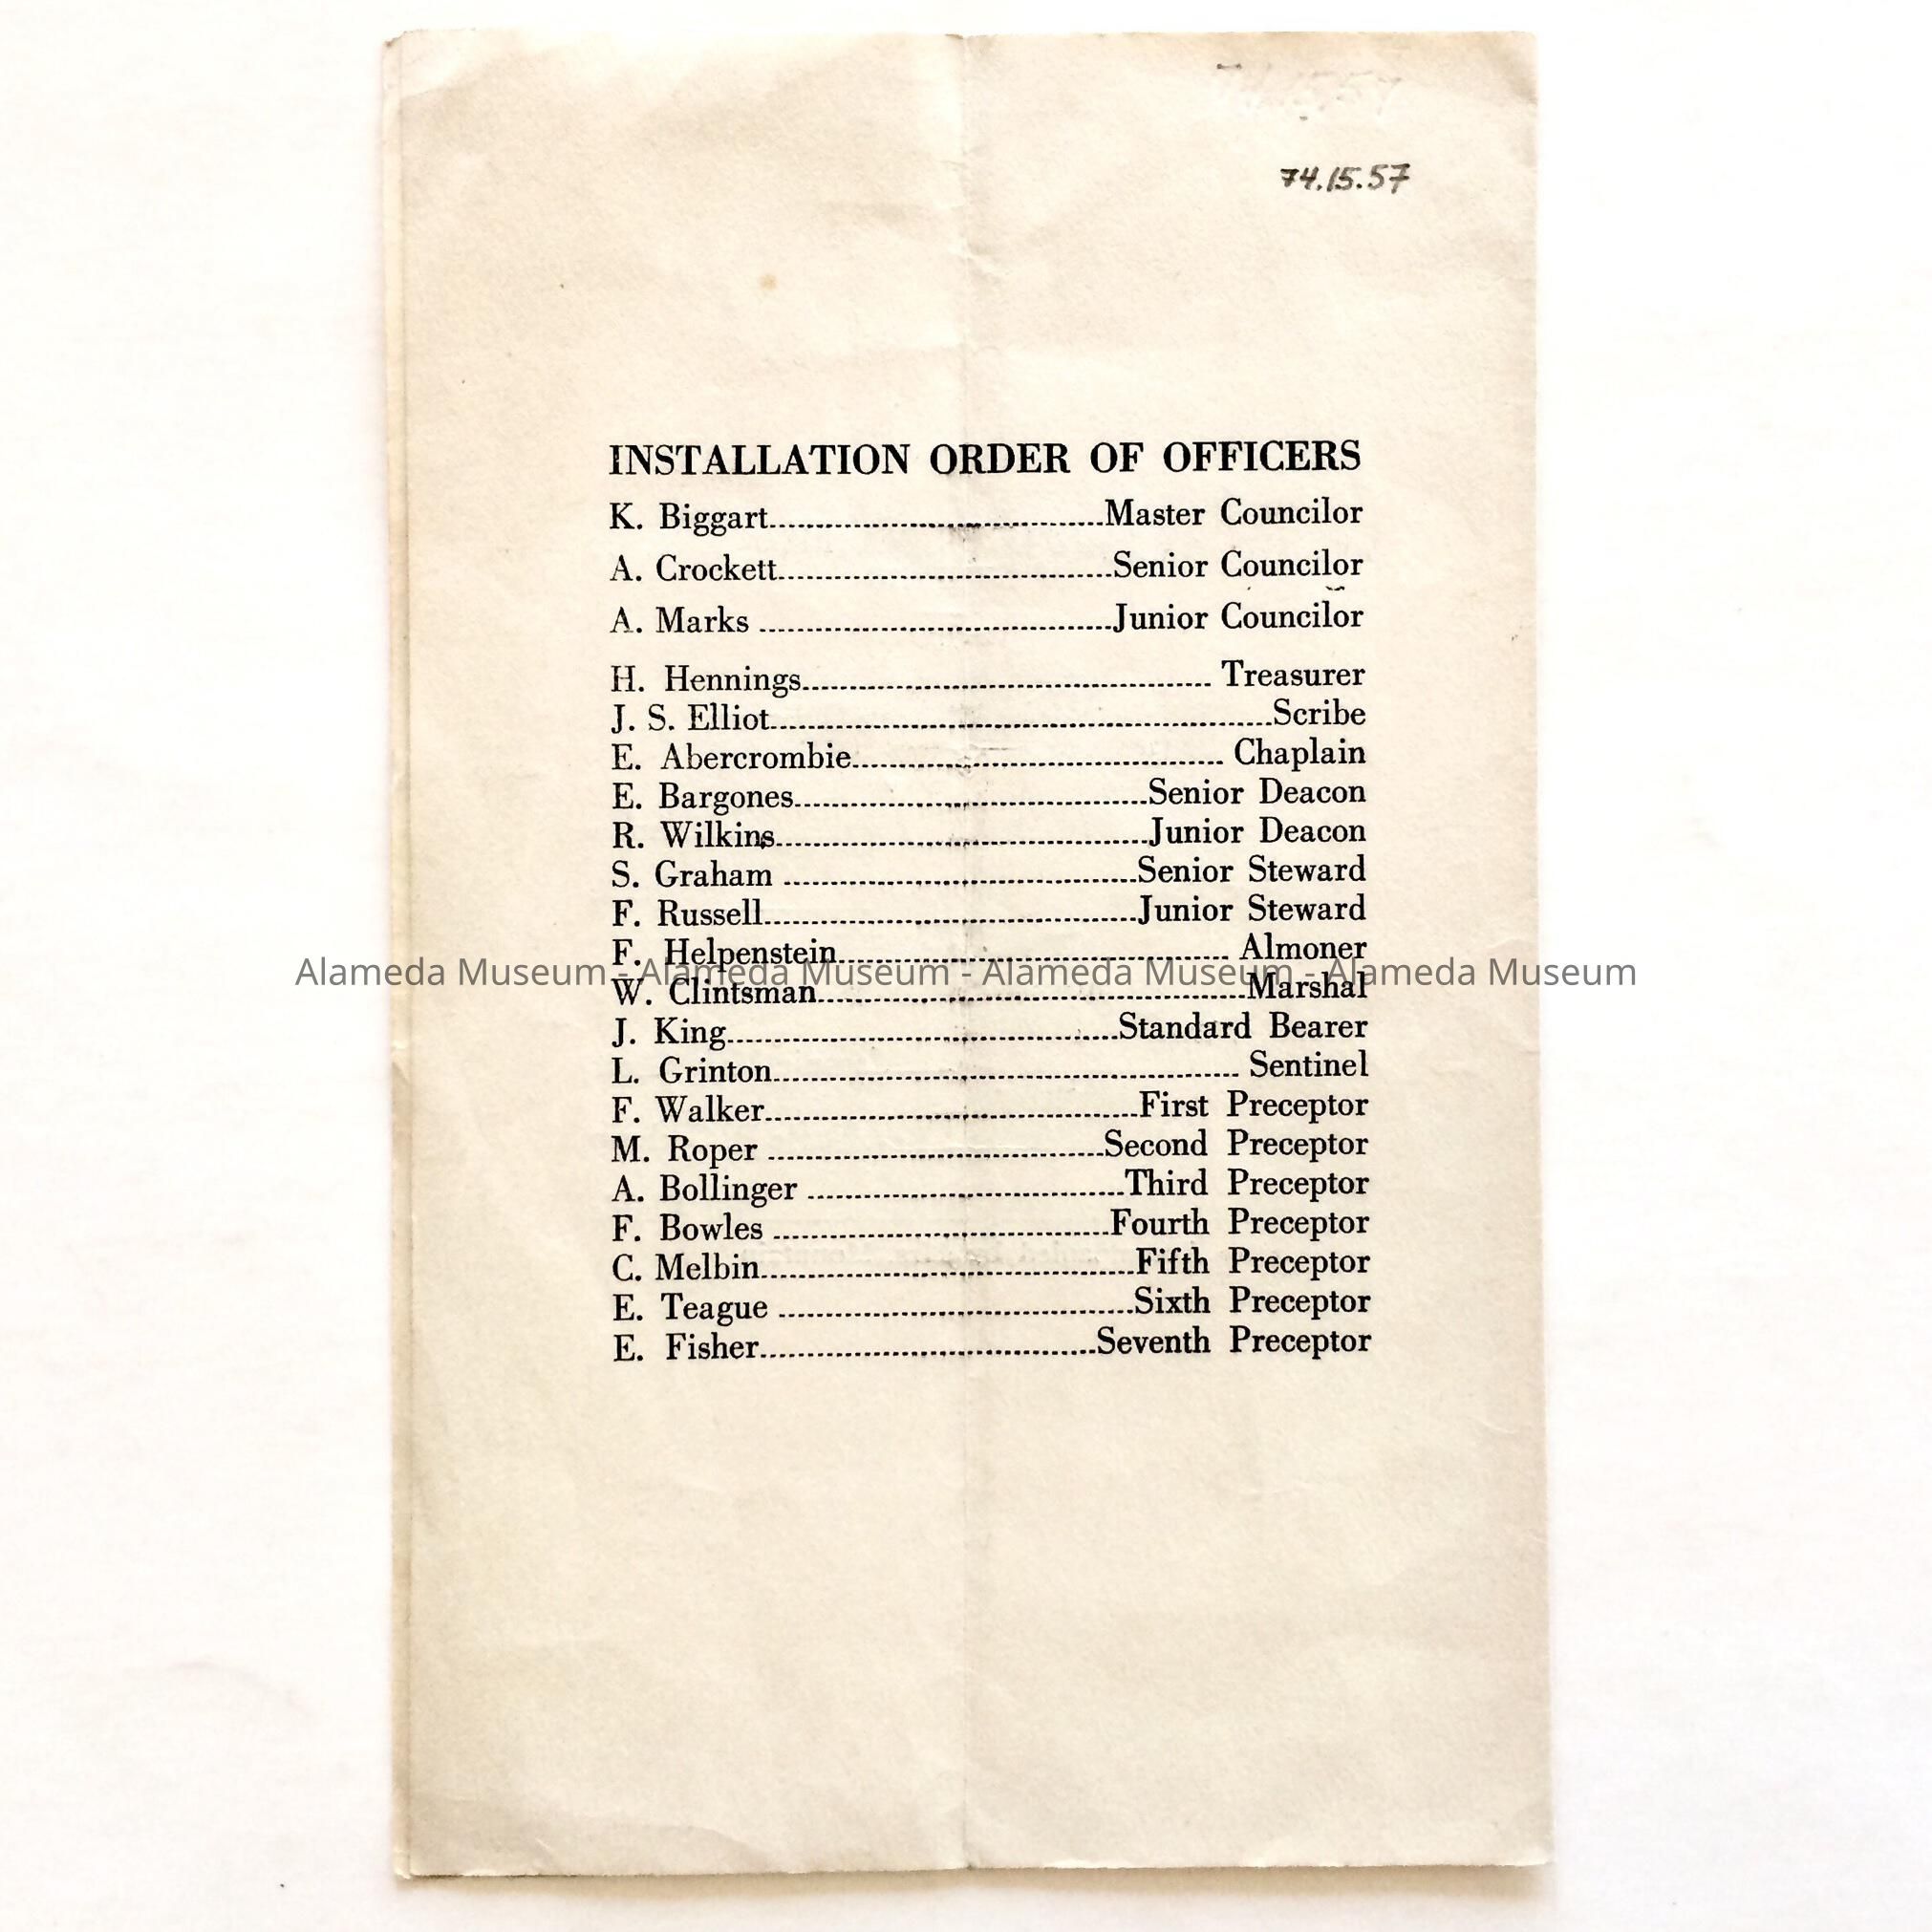 74.15.57
INSTALLATION ORDER OF OFFICERS
K. Biggart........................................Master Councilor
A. Crockett........................................Senior Councilor
A. Marks ........................................Junior Councilor
H. Hennings........................................ Treasurer
J. S. Elliot........................................Scribe
E. Abercrombie........................................ Chaplain
E. Bargones........................................Senior Deacon
R. Wilkins........................................Junior Deacon
S. Graham ........................................Senior Steward
F. Russell........................................Junior Steward
F. Helpenstein........................................ Almoner
Alameda Museum - Alameda Museum - Alameda Museum - Alameda Museum
W. Clintsman........................................Marshal
J. King........................................Standard Bearer
L. Grinton........................................ Sentinel
F. Walker........................................First Preceptor
M. Roper ........................................Second Preceptor
A. Bollinger ........................................Third Preceptor
F. Bowles ........................................Fourth Preceptor
C. Melbin........................................Fifth Preceptor
E. Teague ........................................Sixth Preceptor
E. Fisher........................................Seventh Preceptor